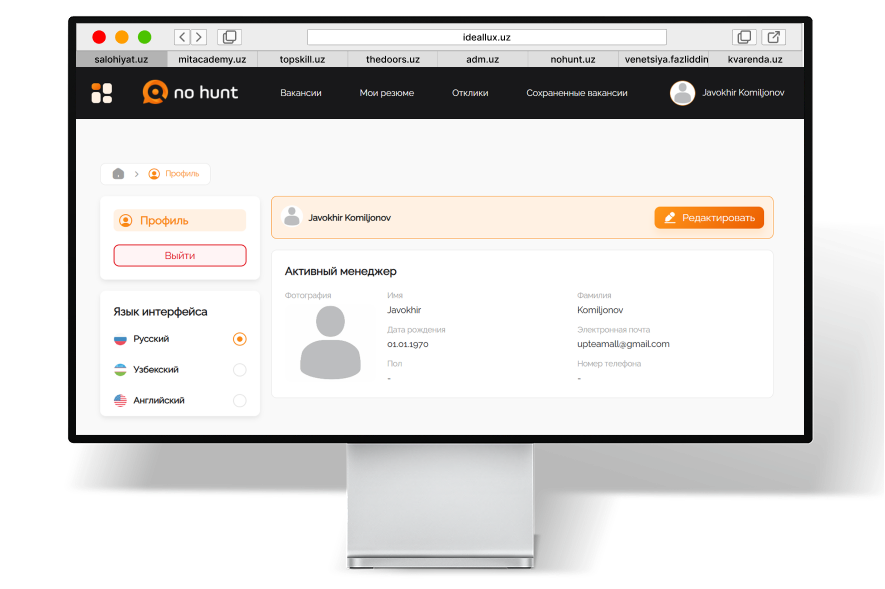 ideallux.uz
salohiyat.uz mitacademy.uz topskill.uz thedoors.uz adm.uz nohunt.uz venetsiya.fazliddin kvarenda.uz
no hunt Вакансии Мои резюме Отклики Сохраненные вакансии Javokhir Komiljonov
Профиль
Профиль
Выйти
Язык интерфейса
Русский
Узбекский
Английский
Javokhir Komiljonov Редактировать
Активный менеджер
Фотография Имя Фамилия
Javokhir Komiljonov
Дата рождения Электронная почта
01.01.1970 upteamall@gmail.com
Пол Номер телефона
- -